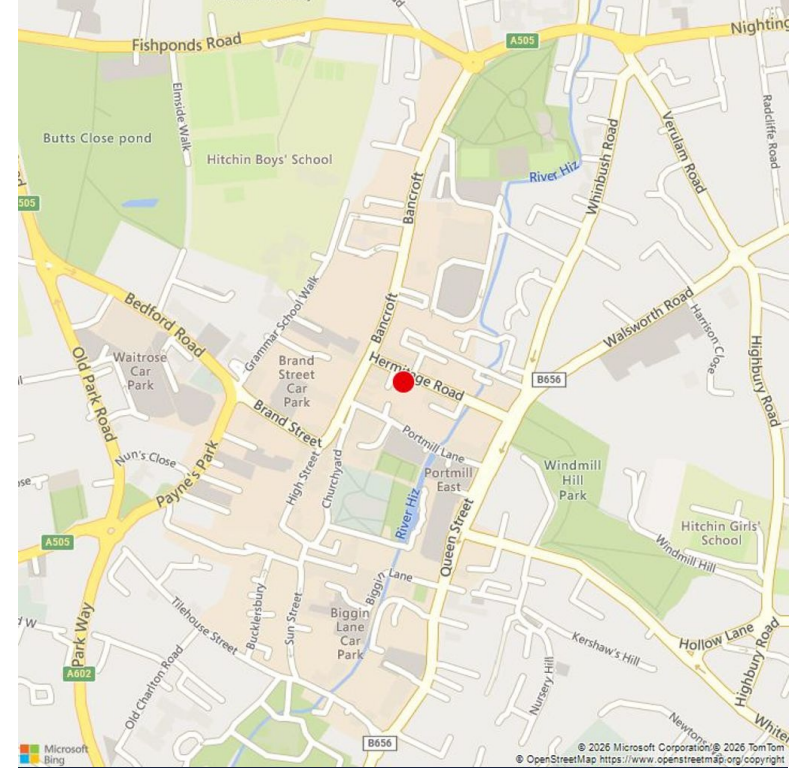 Fishponds Road
A505
Nighting
Elmside Walk
Radcliffe Road
Butts Close pond
Hitchin Boys' School
Verulam Road
Whinbush Road
River Hiz
505
Bancroft
Bedford Road
Grammar School Walk
Bancroft
Walsworth Road
Harrison Close
Highbury Road
Old Park Road
Waitrose
Car
Park
Brand
Street
Car
Park
Hermitage Road
B656
Brand Street
Portmill Lane
Nun's Close
Payne's Park
High Street
Churchyard
Portmill
East
Windmill
Hill
Park
River Hiz
Queen Street
Hitchin Girls'
School
A505
Windmill Hill
Biggin Lane
Tilehouse Street
Bucklersbury
Sun Street
Biggin
Lane
Car
Park
d W
Park Way
A602
Old Charlton Road
Kershaw's Hill
Hollow Lane
Highbury Road
Nursery Hill
Newtons
White
B656
Microsoft
Bing
© 2026 Microsoft Corporation © 2026 TomTom
© OpenStreetMap https://www.openstreetmap.org/copyright